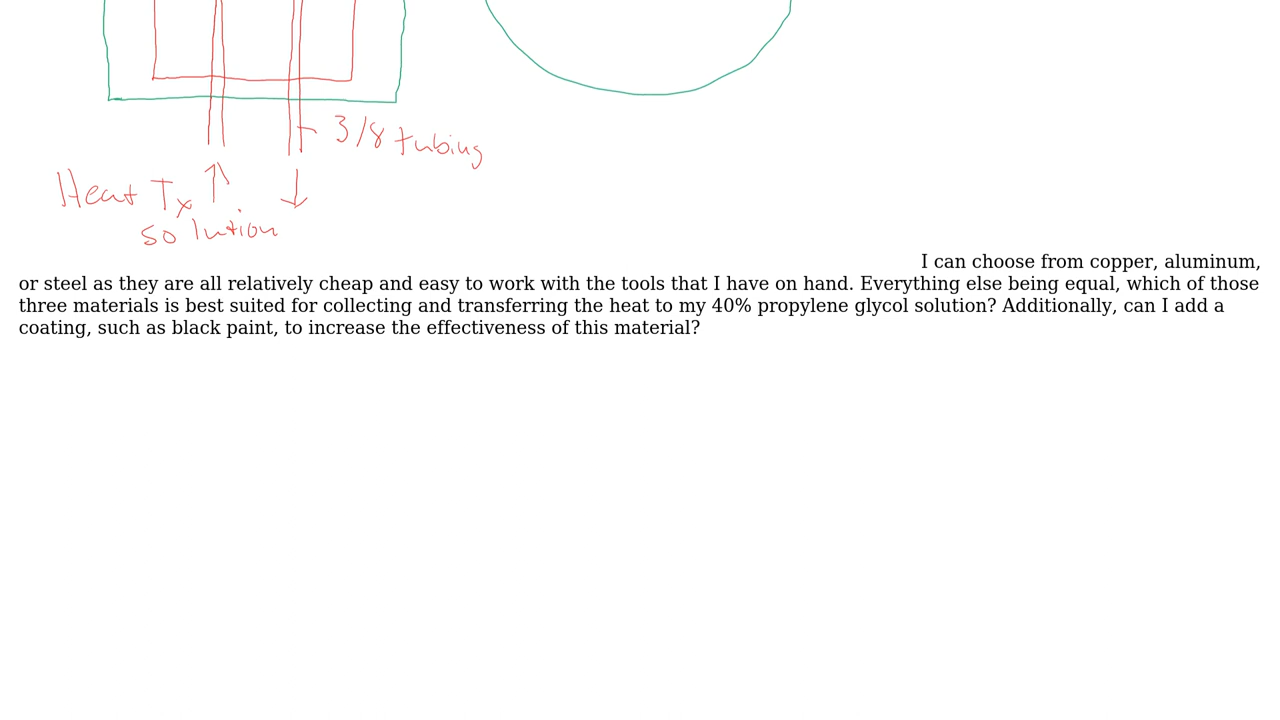 3/8 tubing
Heat Tx
solution
I can choose from copper, aluminum,
or steel as they are all relatively cheap and easy to work with the tools that I have on hand. Everything else being equal, which of those
three materials is best suited for collecting and transferring the heat to my 40% propylene glycol solution? Additionally, can I add a
coating, such as black paint, to increase the effectiveness of this material?